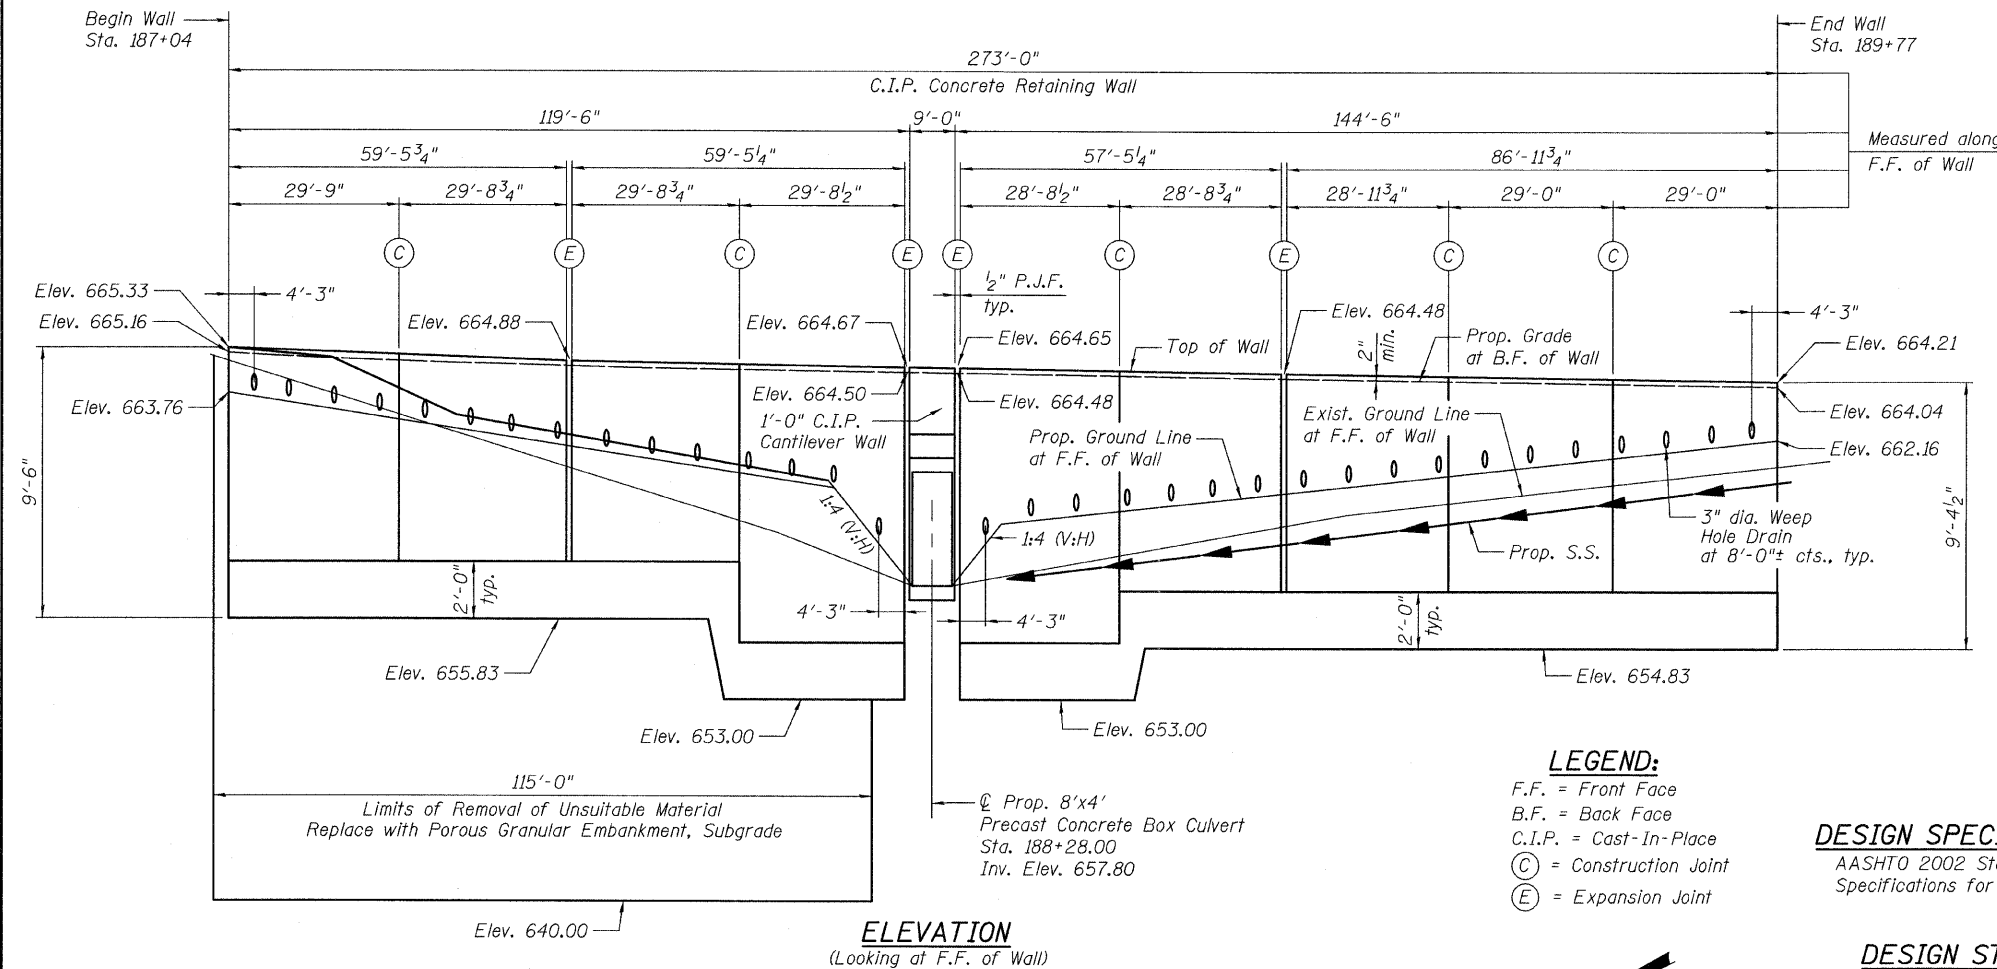 Begin Wall
Sta. 187+04
End Wall
Sta. 189+77
273'-0"
C.I.P. Concrete Retaining Wall
119'-6"
9'-0"
144'-6"
Measured along
F.F. of Wall
59'-5¾"
59'-5¼"
57'-5¼"
86'-11¾"
29'-9"
29'-8¾"
29'-8¾"
29'-8½"
28'-8½"
28'-8¾"
28'-11¾"
29'-0"
29'-0"
C
E
C
E
E
C
E
C
C
½" P.J.F.
typ.
Elev. 665.33
4'-3"
Elev. 665.16
Elev. 664.88
Elev. 664.67
Elev. 664.65
Elev. 664.48
4'-3"
Top of Wall
2"
min.
Prop. Grade
at B.F. of Wall
Elev. 664.21
Elev. 663.76
Elev. 664.50
Elev. 664.48
Elev. 664.04
1'-0" C.I.P.
Cantilever Wall
Prop. Ground Line
at F.F. of Wall
Exist. Ground Line
at F.F. of Wall
Elev. 662.16
9'-6"
1:4 (V:H)
1:4 (V:H)
3" dia. Weep
Hole Drain
at 8'-0"± cts., typ.
Prop. S.S.
9'-4½"
2'-0"
typ.
4'-3"
4'-3"
2'-0"
typ.
Elev. 655.83
Elev. 654.83
Elev. 653.00
Elev. 653.00
115'-0"
Limits of Removal of Unsuitable Material
Replace with Porous Granular Embankment, Subgrade
℄ Prop. 8'x4'
Precast Concrete Box Culvert
Sta. 188+28.00
Inv. Elev. 657.80
Elev. 640.00
ELEVATION
(Looking at F.F. of Wall)
LEGEND:
F.F. = Front Face
B.F. = Back Face
C.I.P. = Cast-In-Place
C = Construction Joint
E = Expansion Joint
DESIGN SPECI
AASHTO 2002 Sta
Specifications for
DESIGN ST